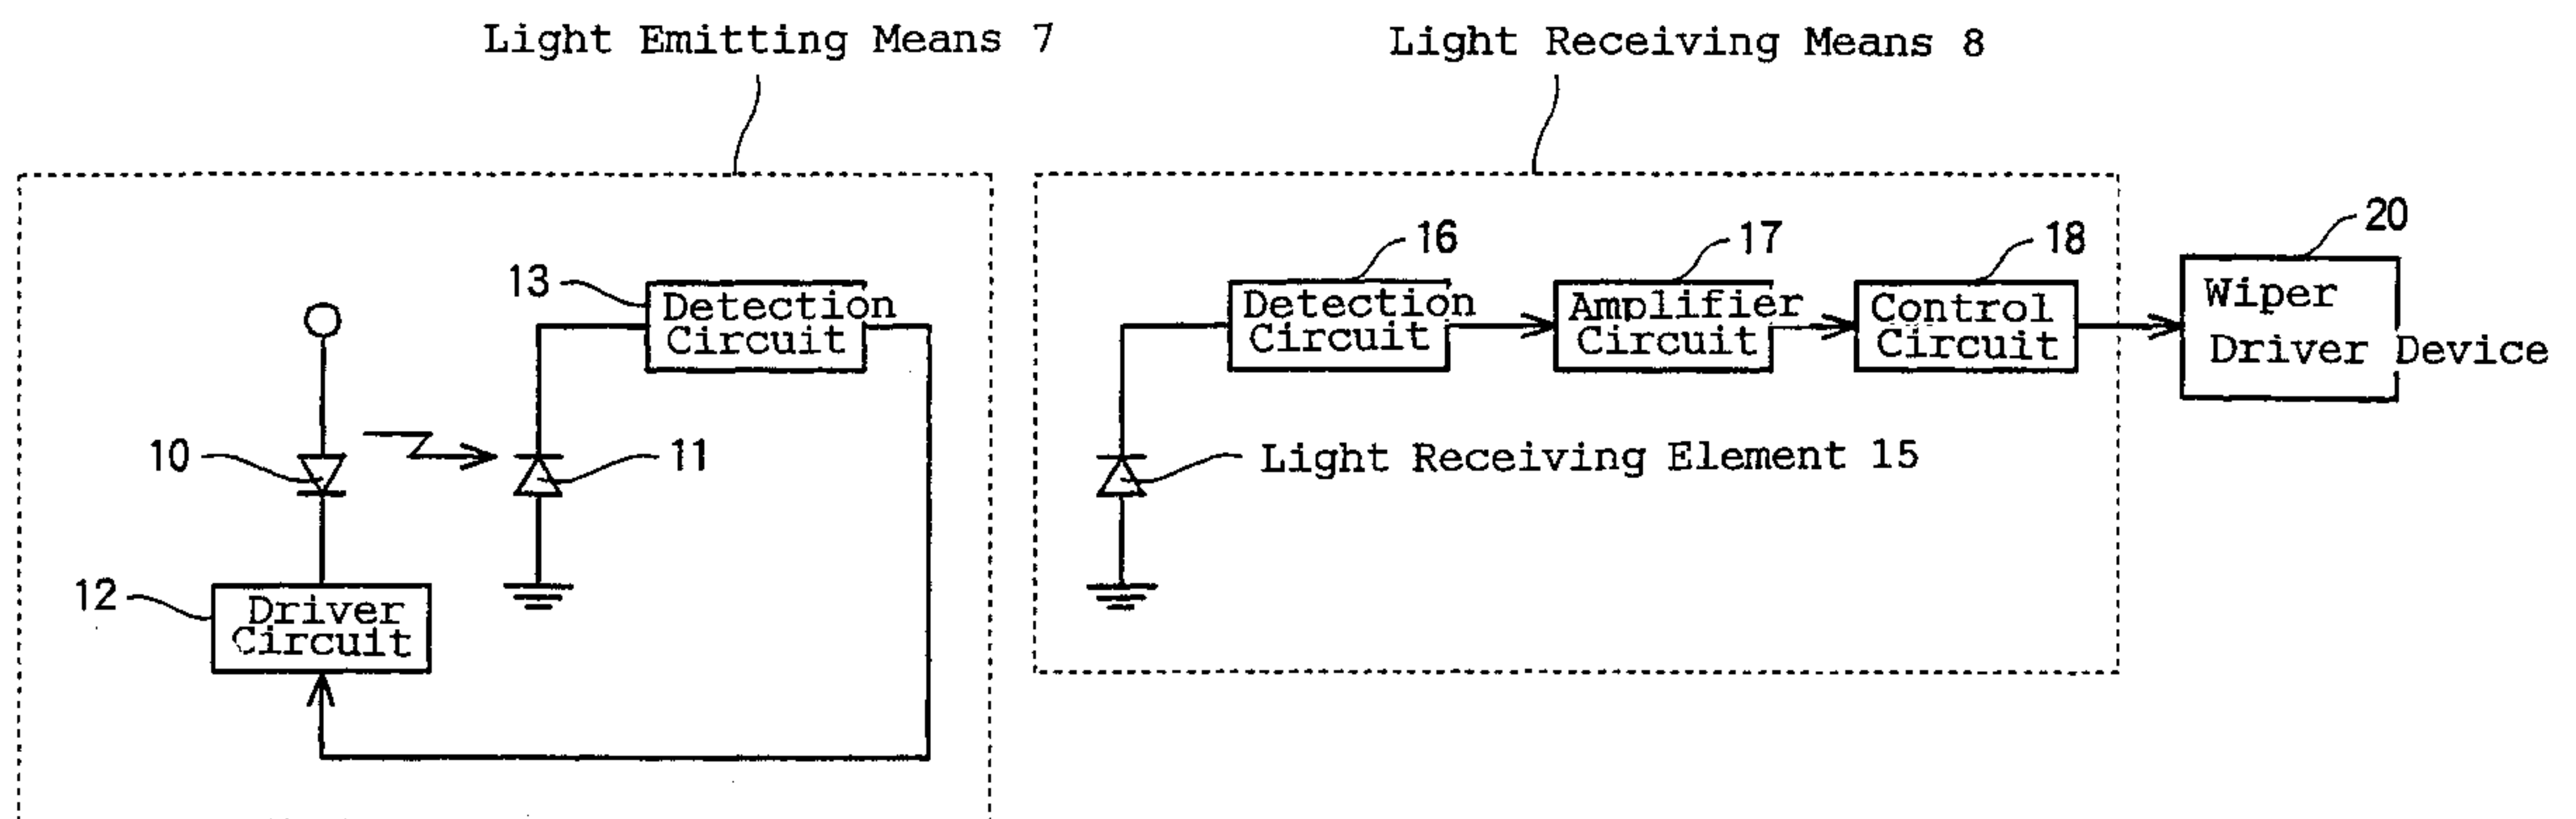 Light Emitting Means 7
Light Receiving Means 8
20
16
17
18
13
Detection
Circuit
Detection
Circuit
Amplifier
Circuit
Control
Circuit
Wiper
Driver Device
10
11
Light Receiving Element 15
12
Driver
Circuit